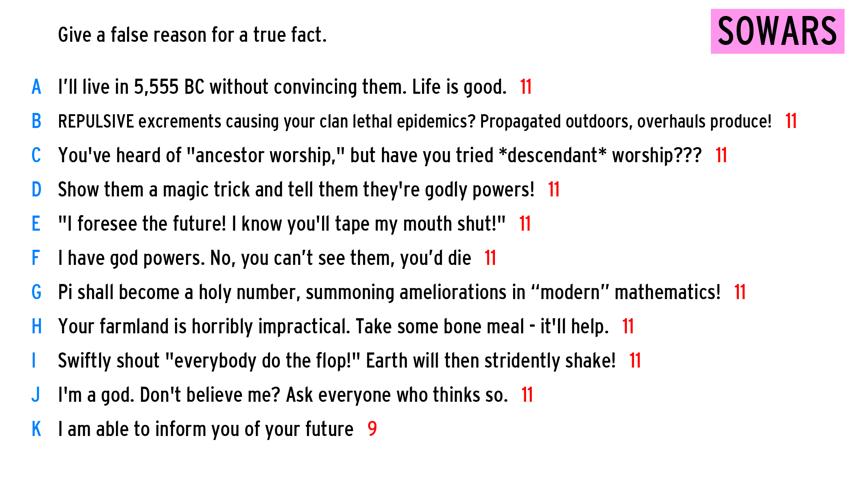 Give a false reason for a true fact.
SOWARS
A I'll live in 5,555 BC without convincing them. Life is good. 11
B REPULSIVE excrements causing your clan lethal epidemics? Propagated outdoors, overhauls produce! 11
C You've heard of "ancestor worship," but have you tried *descendant* worship??? 11
D Show them a magic trick and tell them they're godly powers! 11
E "I foresee the future! I know you'll tape my mouth shut!" 11
F I have god powers. No, you can't see them, you'd die 11
G Pi shall become a holy number, summoning ameliorations in “modern” mathematics! 11
H Your farmland is horribly impractical. Take some bone meal - it'll help. 11
I Swiftly shout "everybody do the flop!" Earth will then stridently shake! 11
J I'm a god. Don't believe me? Ask everyone who thinks so. 11
K I am able to inform you of your future 9